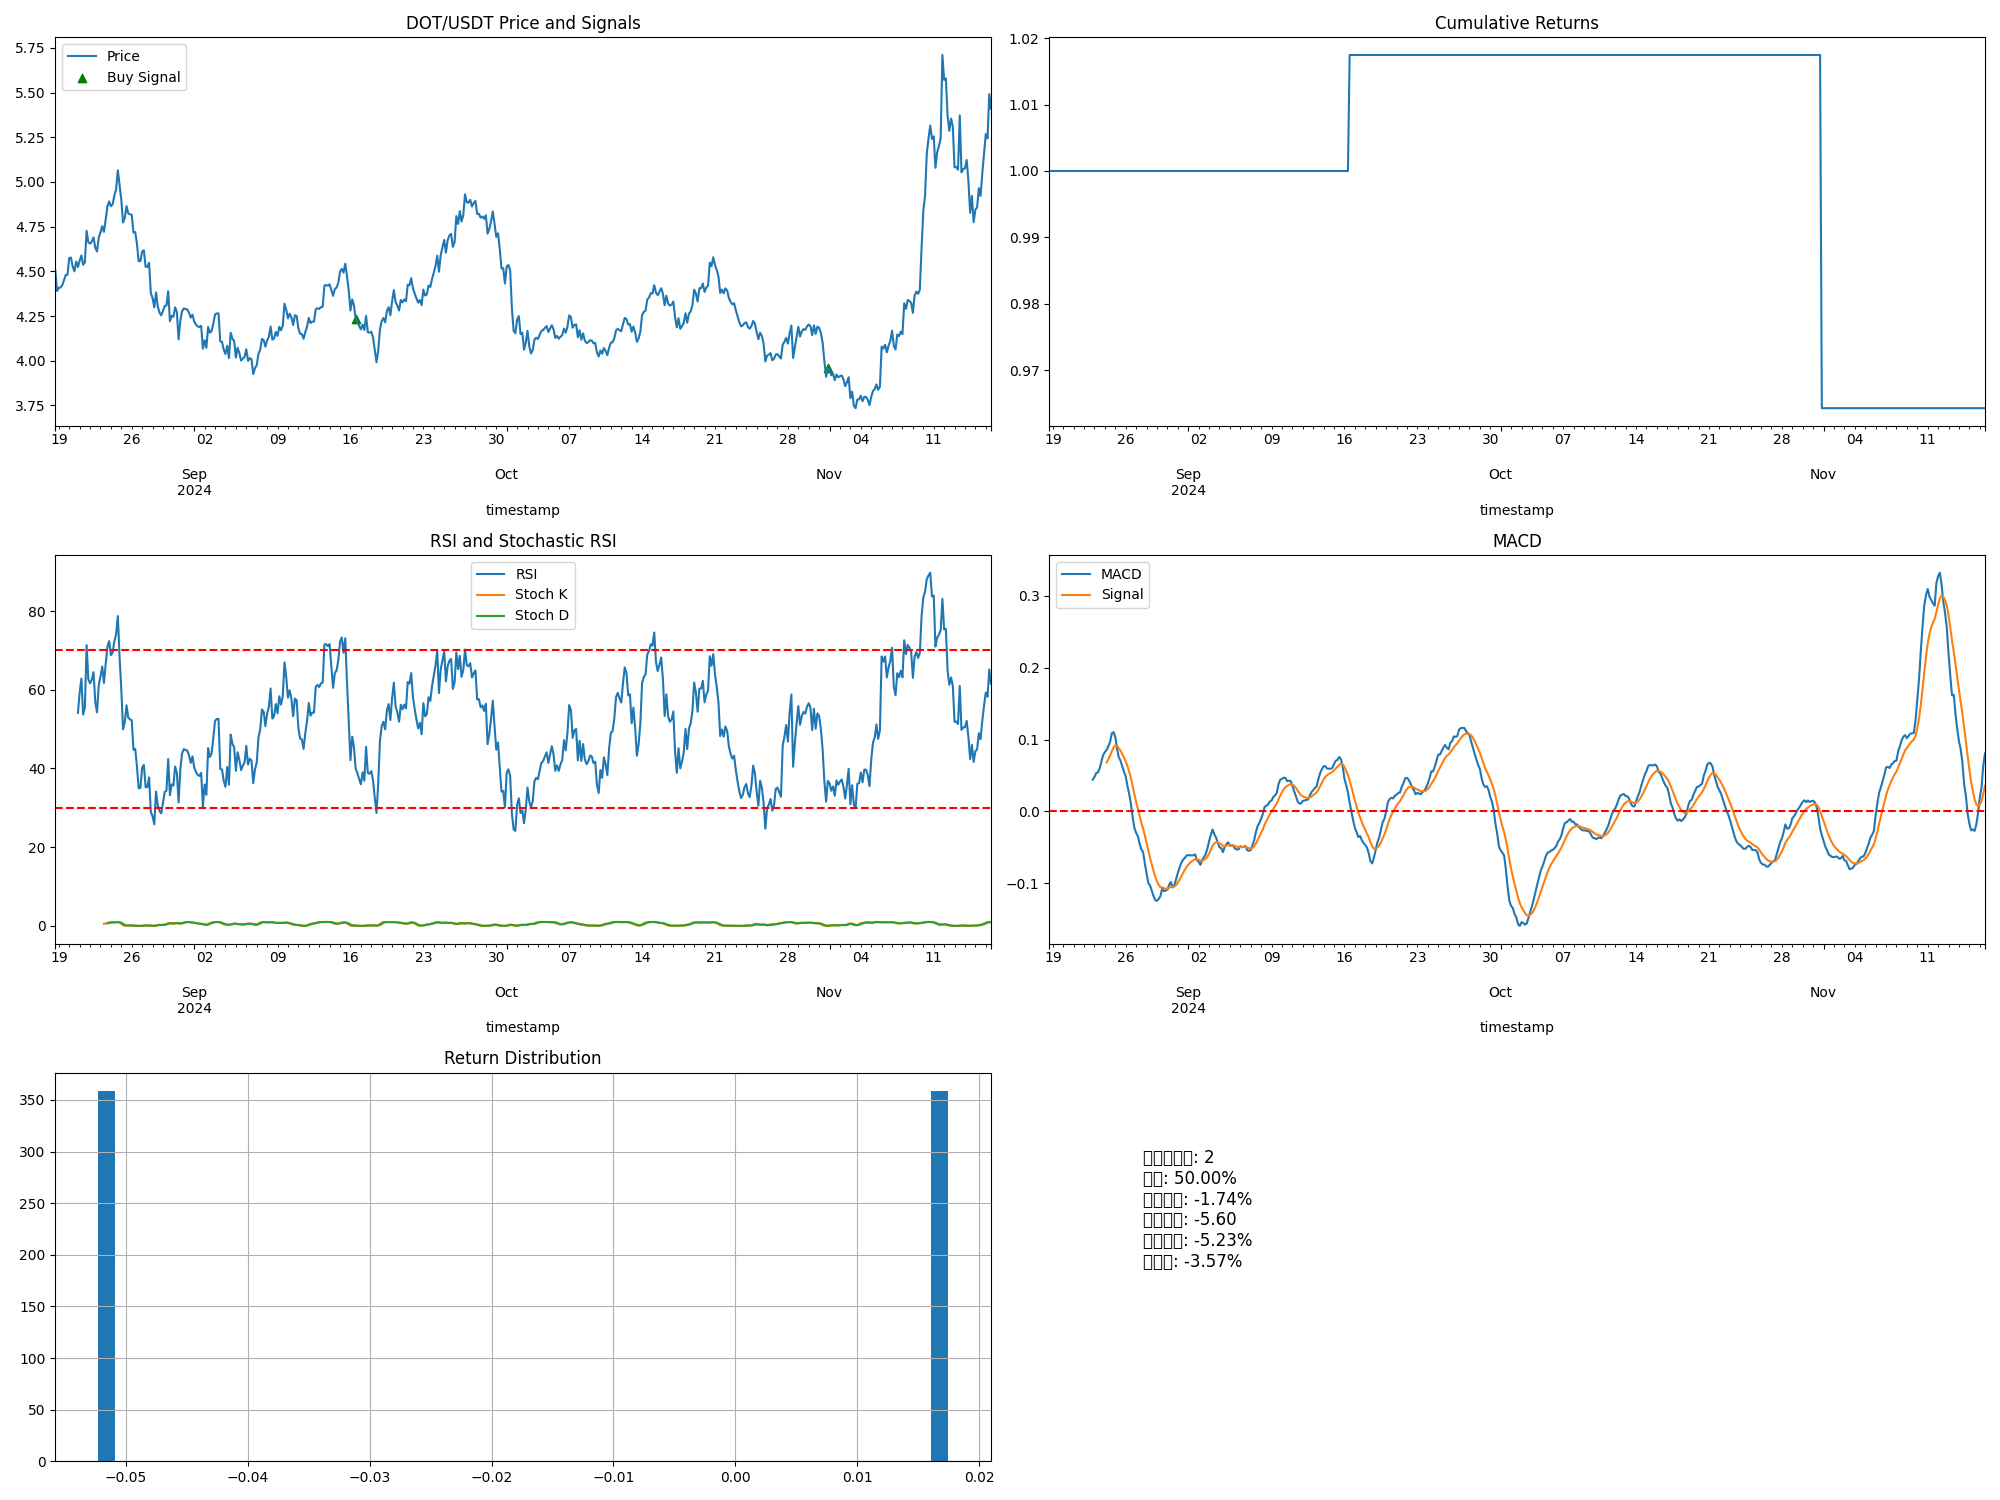 DOT/USDT Price and Signals
Price
Buy Signal
5.75
5.50
5.25
5.00
4.75
4.50
4.25
4.00
3.75
19 26 02 09 16 23 30 07 14 21 28 04 11
Sep Oct Nov
2024
timestamp
Cumulative Returns
1.02
1.01
1.00
0.99
0.98
0.97
19 26 02 09 16 23 30 07 14 21 28 04 11
Sep Oct Nov
2024
timestamp
RSI and Stochastic RSI
RSI
Stoch K
Stoch D
80
60
40
20
0
19 26 02 09 16 23 30 07 14 21 28 04 11
Sep Oct Nov
2024
timestamp
MACD
MACD
Signal
0.3
0.2
0.1
0.0
−0.1
19 26 02 09 16 23 30 07 14 21 28 04 11
Sep Oct Nov
2024
timestamp
Return Distribution
350
300
250
200
150
100
50
0
−0.05 −0.04 −0.03 −0.02 −0.01 0.00 0.01 0.02
: 2
: 50.00%
: -1.74%
: -5.60
: -5.23%
: -3.57%